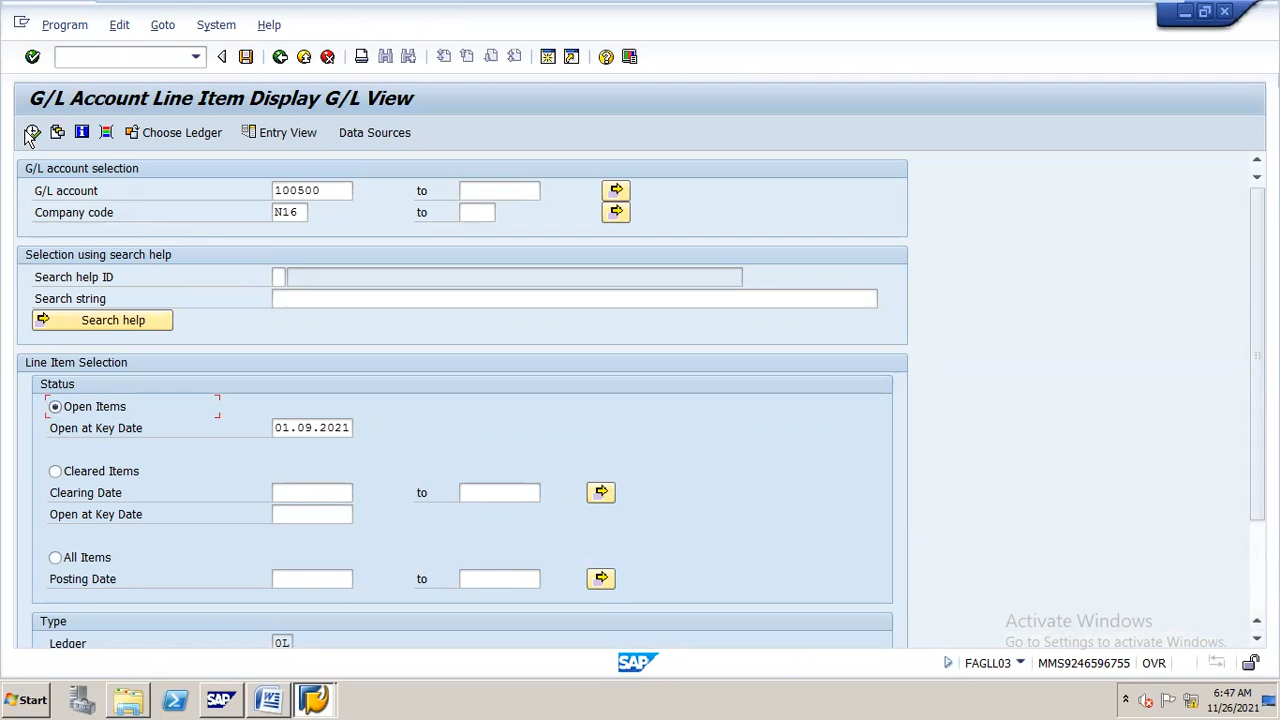 Program Edit Goto System Help
G/L Account Line Item Display G/L View
Choose Ledger Entry View Data Sources
G/L account selection
G/L account 100500 to
Company code N16 to
Selection using search help
Search help ID
Search string
Search help
Line Item Selection
Status
Open Items
Open at Key Date 01.09.2021
Cleared Items
Clearing Date to
Open at Key Date
All Items
Posting Date to
Type
Ledger 0L
Activate Windows
Go to Settings to activate Windows.
SAP FAGLL03 MMS9246596755 OVR
Start SAP 6:47 AM
11/26/2021